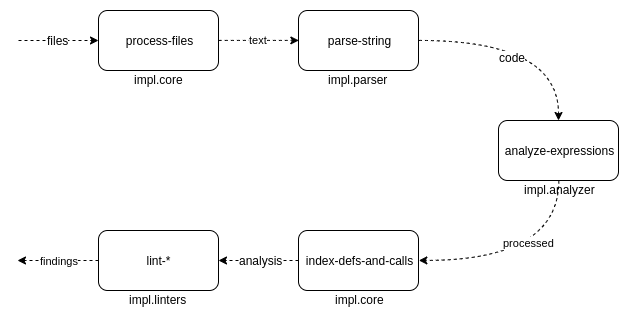 files
process-files
impl.core
text
parse-string
impl.parser
code
analyze-expressions
impl.analyzer
processed
index-defs-and-calls
impl.core
analysis
lint-*
impl.linters
findings